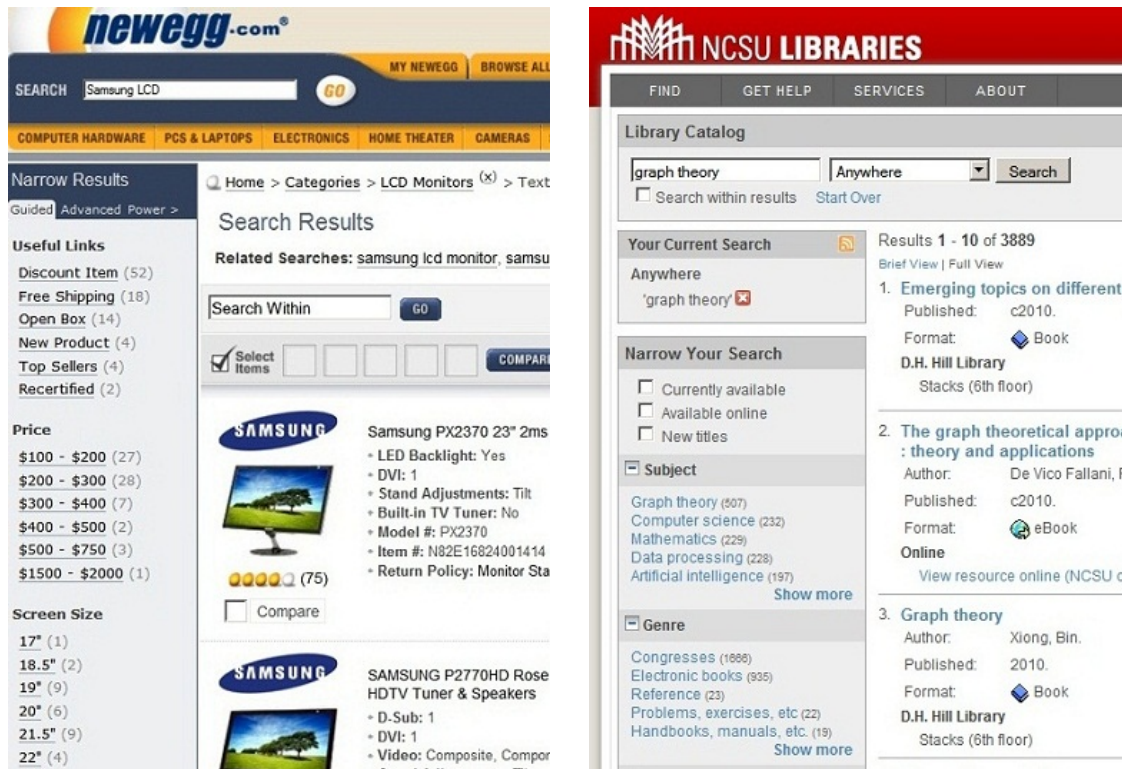 newegg.com®
MY NEWEGG BROWSE ALL
SEARCH Samsung LCD GO
COMPUTER HARDWARE PCS & LAPTOPS ELECTRONICS HOME THEATER CAMERAS
Narrow Results
Guided Advanced Power >
Useful Links
Discount Item (52)
Free Shipping (18)
Open Box (14)
New Product (4)
Top Sellers (4)
Recertified (2)
Price
$100 - $200 (27)
$200 - $300 (28)
$300 - $400 (7)
$400 - $500 (2)
$500 - $750 (3)
$1500 - $2000 (1)
Screen Size
17" (1)
18.5" (2)
19" (9)
20" (6)
21.5" (9)
22" (4)
Home > Categories > LCD Monitors (x) > Text
Search Results
Related Searches: samsung lcd monitor, samsu
Search Within GO
Select Items COMPARE
SAMSUNG
Samsung PX2370 23" 2ms
LED Backlight: Yes
DVI: 1
Stand Adjustments: Tilt
Built-in TV Tuner: No
Model #: PX2370
Item #: N82E16824001414
Return Policy: Monitor Sta
(75)
Compare
SAMSUNG
SAMSUNG P2770HD Rose
HDTV Tuner & Speakers
D-Sub: 1
DVI: 1
Video: Composite, Compon
NCSU LIBRARIES
FIND GET HELP SERVICES ABOUT
Library Catalog
graph theory Anywhere Search
Search within results Start Over
Your Current Search
Anywhere
'graph theory'
Narrow Your Search
Currently available
Available online
New titles
Subject
Graph theory (507)
Computer science (232)
Mathematics (229)
Data processing (228)
Artificial intelligence (197)
Show more
Genre
Congresses (1666)
Electronic books (935)
Reference (23)
Problems, exercises, etc (22)
Handbooks, manuals, etc. (19)
Show more
Results 1 - 10 of 3889
Brief View | Full View
1. Emerging topics on different
Published: c2010.
Format: Book
D.H. Hill Library
Stacks (6th floor)
2. The graph theoretical approa
: theory and applications
Author: De Vico Fallani, F
Published: c2010.
Format: eBook
Online
View resource online (NCSU o
3. Graph theory
Author: Xiong, Bin.
Published: 2010.
Format: Book
D.H. Hill Library
Stacks (6th floor)